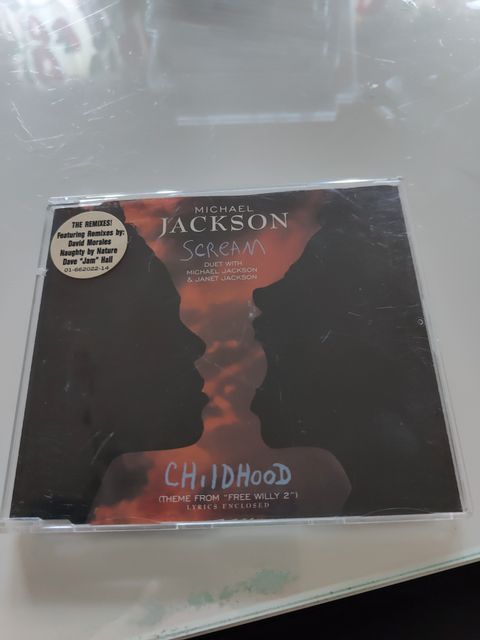 THE REMIXES!
Featuring Remixes by:
David Morales
Naughty by Nature
Dave "Jam" Hall
01-662022-14
MICHAEL
JACKSON
SCREAM
DUET WITH
MICHAEL JACKSON
& JANET JACKSON
CHILDHOOD
(THEME FROM "FREE WILLY 2")
LYRICS ENCLOSED